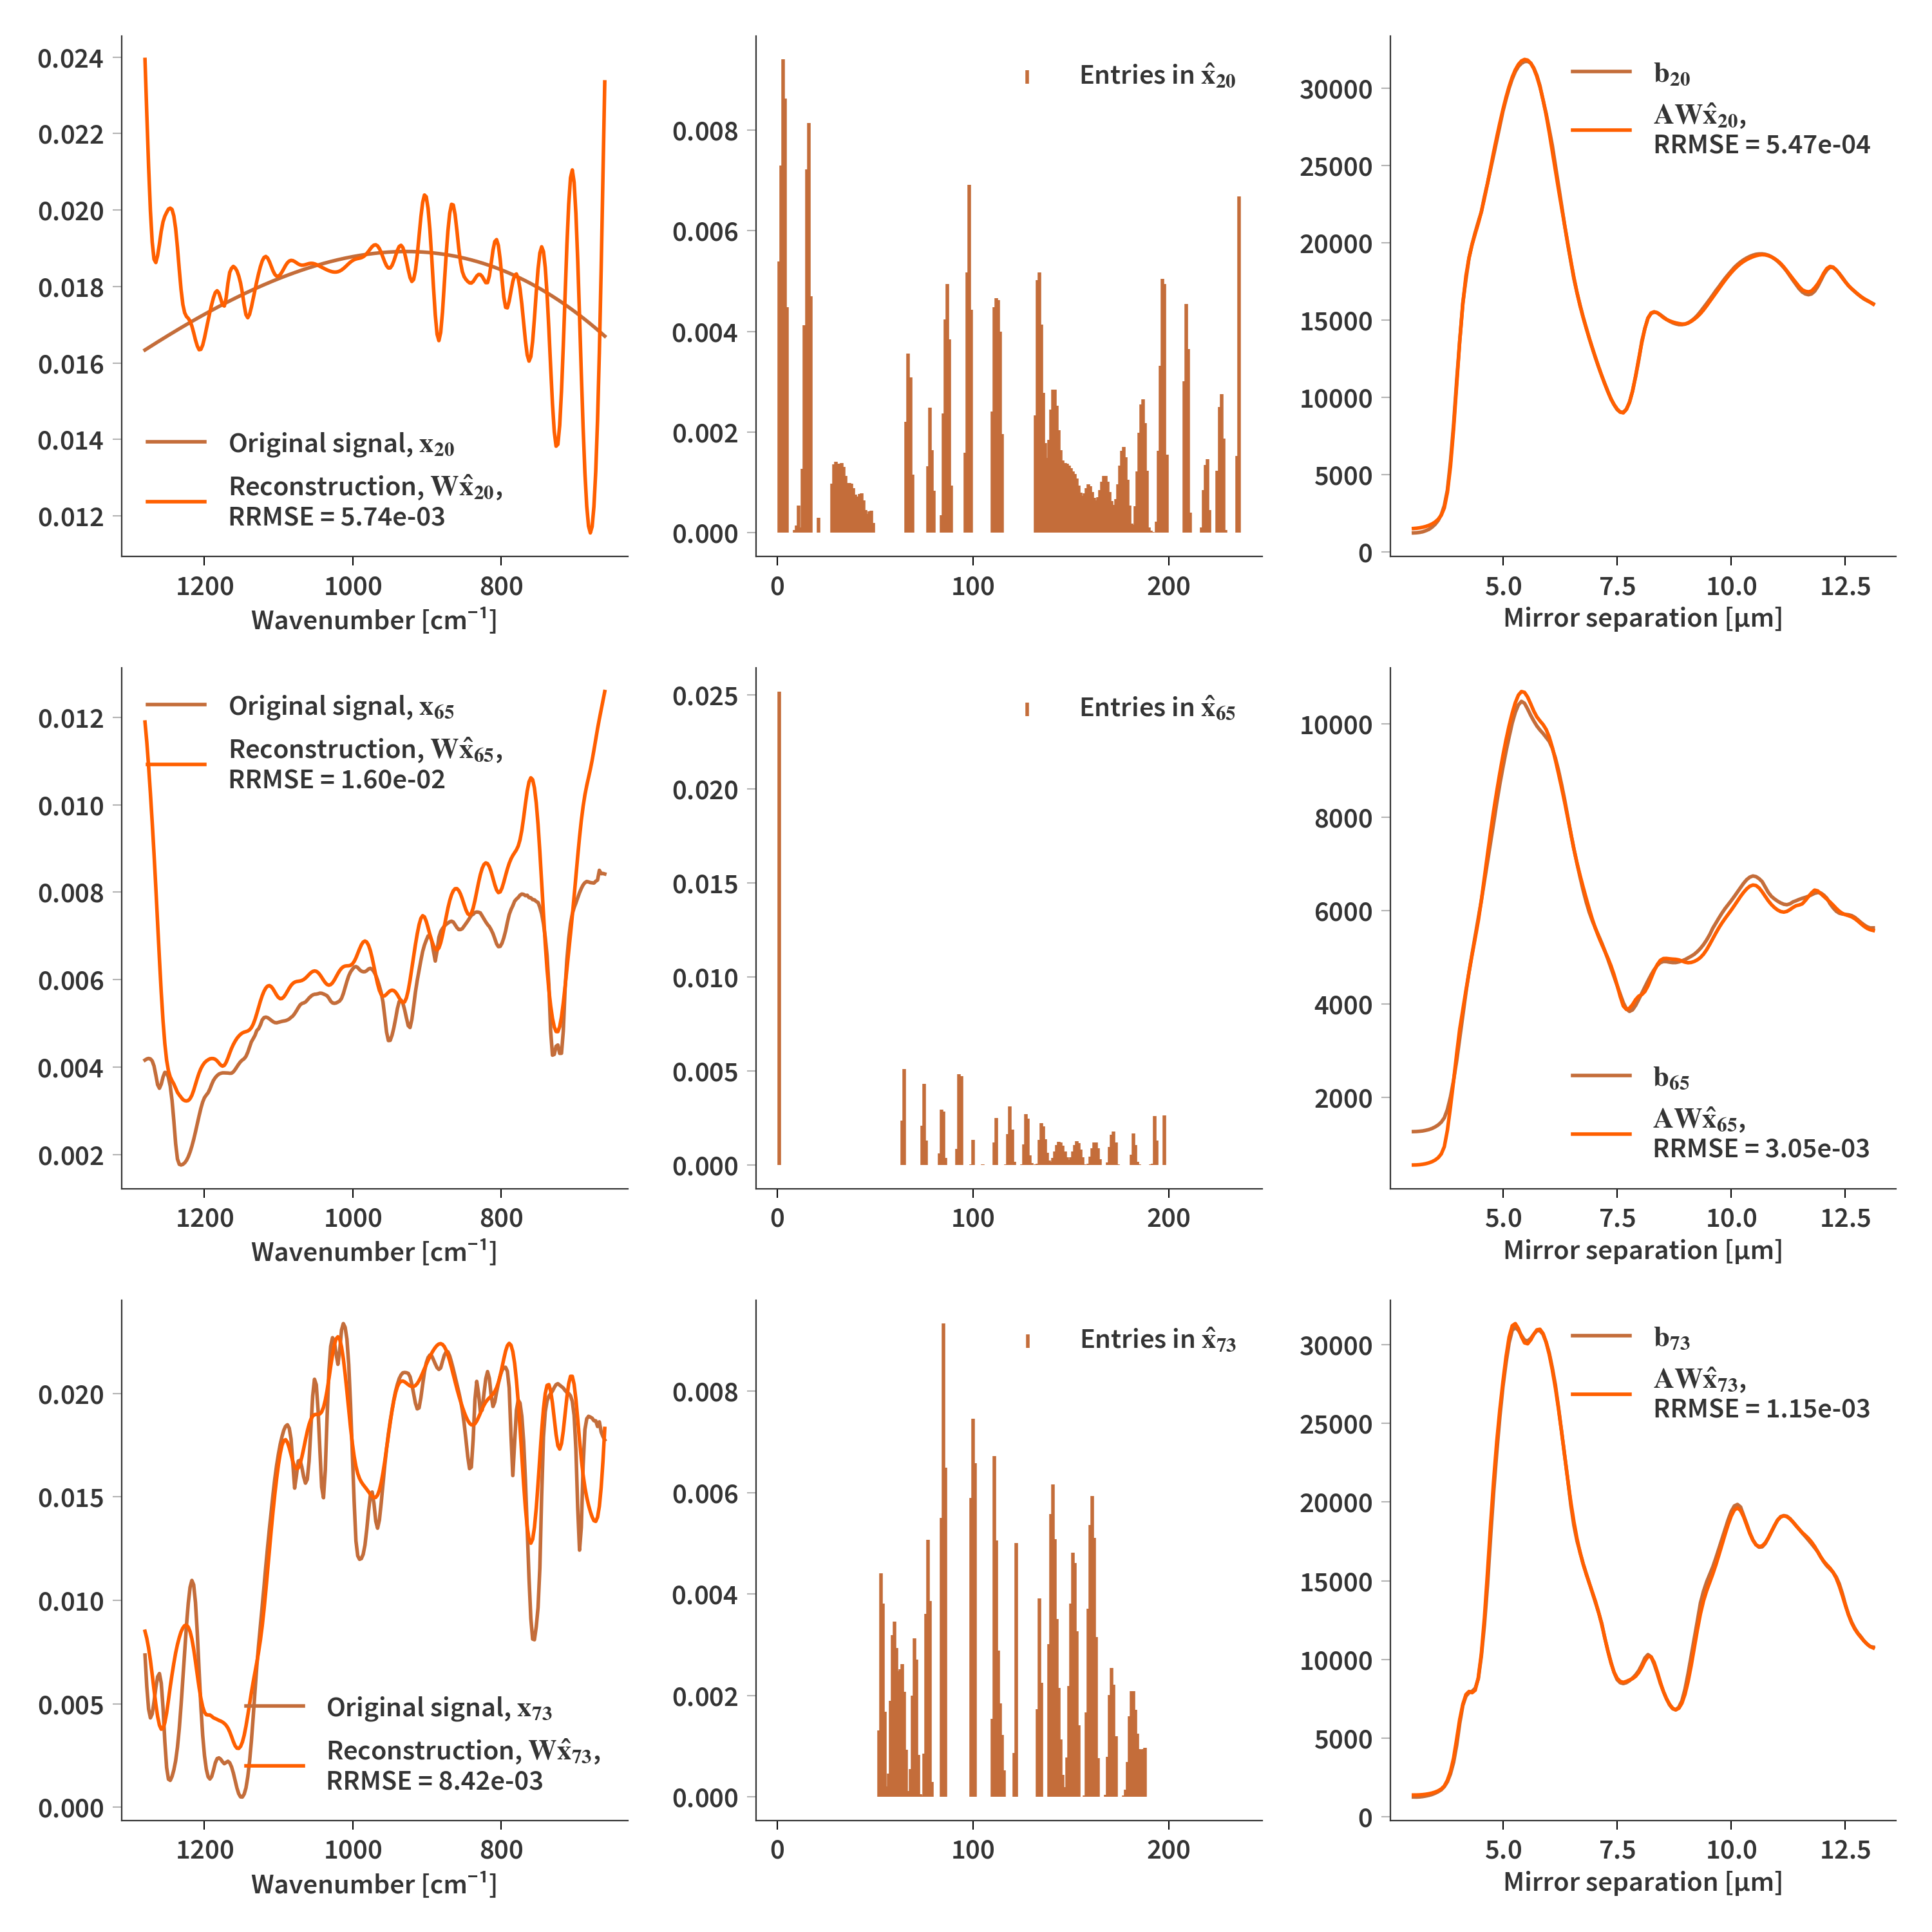 0.024
0.022
0.020
0.018
0.016
0.014
0.012
Original signal, x₂₀
Reconstruction, Wx̂₂₀,
RRMSE = 5.74e-03
1200 1000 800
Wavenumber [cm⁻¹]
0.008
0.006
0.004
0.002
0.000
Entries in x̂₂₀
0 100 200
30000
25000
20000
15000
10000
5000
0
b₂₀
AWx̂₂₀,
RRMSE = 5.47e-04
5.0 7.5 10.0 12.5
Mirror separation [µm]
0.012
0.010
0.008
0.006
0.004
0.002
Original signal, x₆₅
Reconstruction, Wx̂₆₅,
RRMSE = 1.60e-02
1200 1000 800
Wavenumber [cm⁻¹]
0.025
0.020
0.015
0.010
0.005
0.000
Entries in x̂₆₅
0 100 200
10000
8000
6000
4000
2000
b₆₅
AWx̂₆₅,
RRMSE = 3.05e-03
5.0 7.5 10.0 12.5
Mirror separation [µm]
0.020
0.015
0.010
0.005
0.000
Original signal, x₇₃
Reconstruction, Wx̂₇₃,
RRMSE = 8.42e-03
1200 1000 800
Wavenumber [cm⁻¹]
0.008
0.006
0.004
0.002
0.000
Entries in x̂₇₃
0 100 200
30000
25000
20000
15000
10000
5000
0
b₇₃
AWx̂₇₃,
RRMSE = 1.15e-03
5.0 7.5 10.0 12.5
Mirror separation [µm]